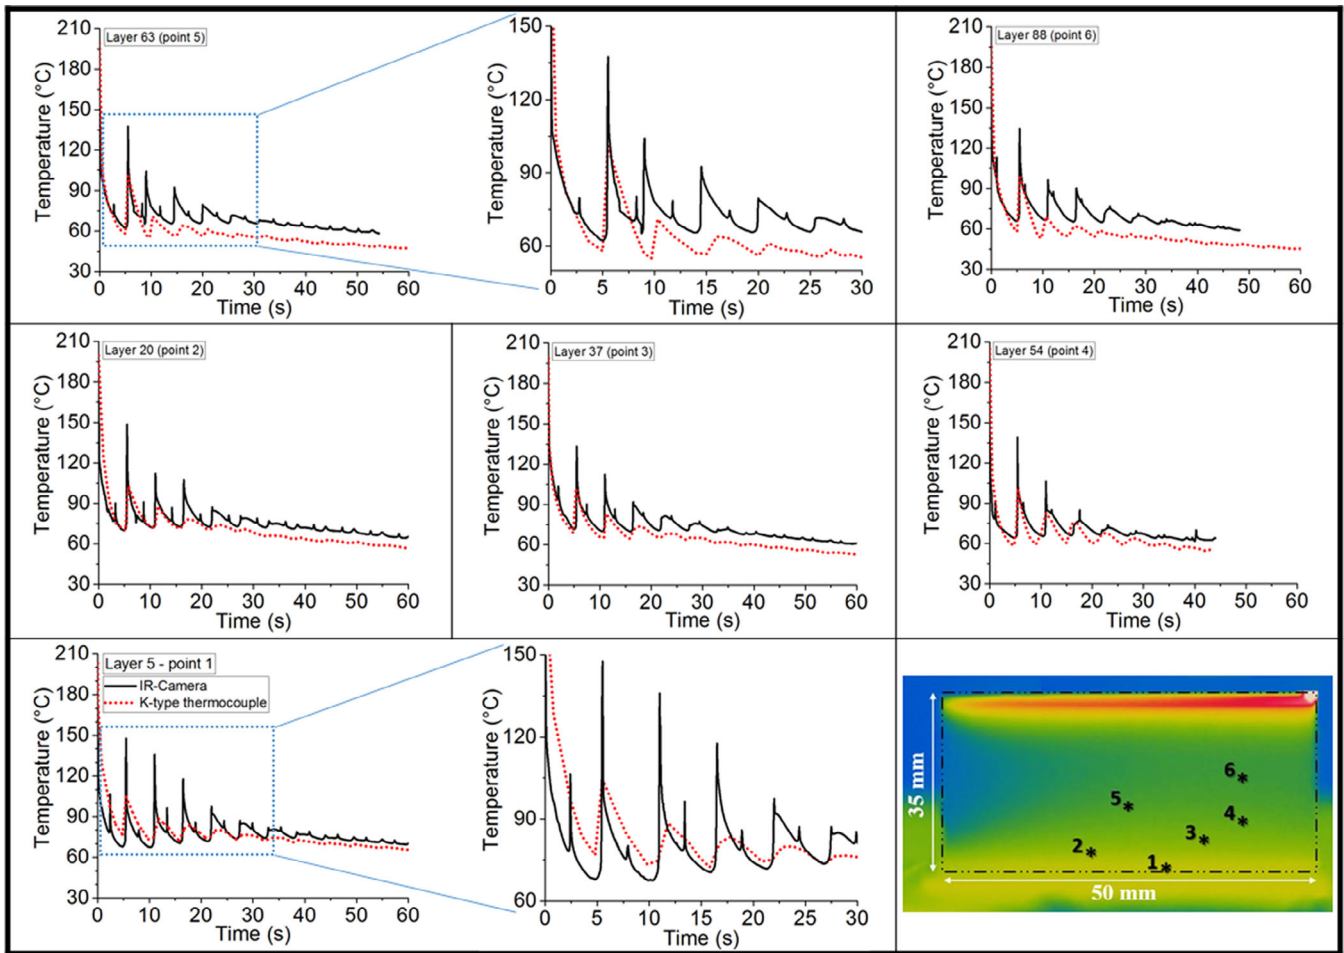 Layer 63 (point 5)
Temperature (°C)
210
180
150
120
90
60
30
0 10 20 30 40 50 60
Time (s)
Temperature (°C)
150
120
90
60
0 5 10 15 20 25 30
Time (s)
Layer 88 (point 6)
Temperature (°C)
210
180
150
120
90
60
30
0 10 20 30 40 50 60
Time (s)
Layer 20 (point 2)
Temperature (°C)
210
180
150
120
90
60
30
0 10 20 30 40 50 60
Time (s)
Layer 37 (point 3)
Temperature (°C)
210
180
150
120
90
60
30
0 10 20 30 40 50 60
Time (s)
Layer 54 (point 4)
Temperature (°C)
210
180
150
120
90
60
30
0 10 20 30 40 50 60
Time (s)
Layer 5 - point 1
IR-Camera
K-type thermocouple
Temperature (°C)
210
180
150
120
90
60
30
0 10 20 30 40 50 60
Time (s)
Temperature (°C)
150
120
90
60
0 5 10 15 20 25 30
Time (s)
35 mm
6*
5*
4*
3*
2*
1*
50 mm